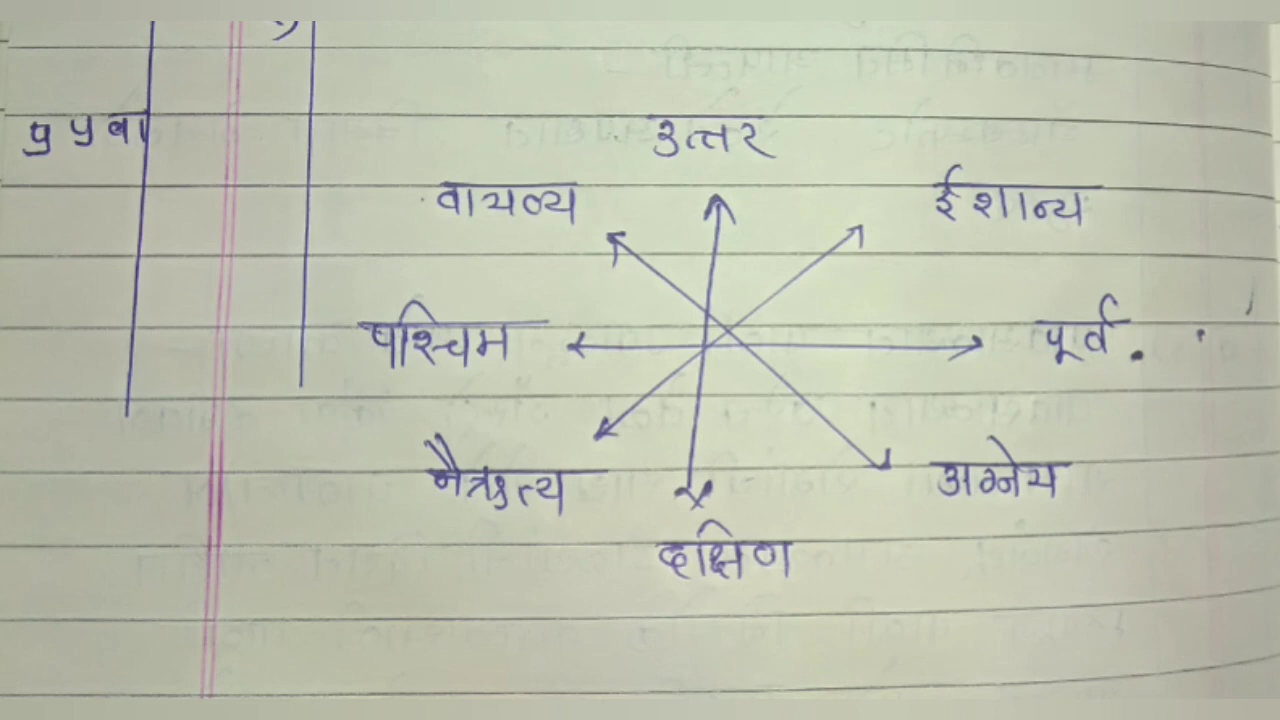 उत्तर
वायव्य ईशान्य
पश्चिम पूर्व.
नैऋत्य अग्नेय
दक्षिण